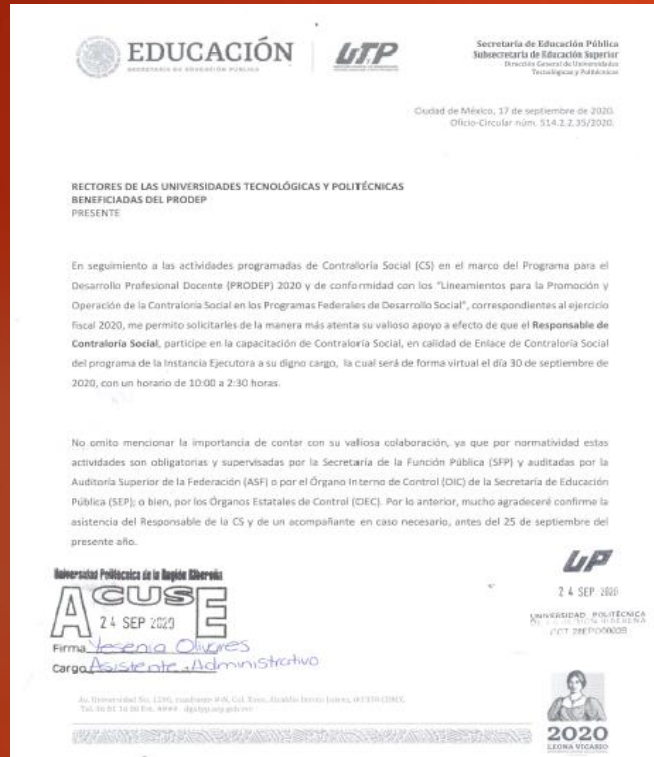 EDUCACIÓN
SECRETARÍA DE EDUCACIÓN PÚBLICA
UTP
Secretaría de Educación Pública
Subsecretaría de Educación Superior
Dirección General de Universidades
Tecnológicas y Politécnicas
Ciudad de México, 17 de septiembre de 2020.
Oficio-Circular núm. 514.2.2.35/2020.
RECTORES DE LAS UNIVERSIDADES TECNOLÓGICAS Y POLITÉCNICAS
BENEFICIADAS DEL PRODEP
PRESENTE
En seguimiento a las actividades programadas de Contraloría Social (CS) en el marco del Programa para el
Desarrollo Profesional Docente (PRODEP) 2020 y de conformidad con los "Lineamientos para la Promoción y
Operación de la Contraloría Social en los Programas Federales de Desarrollo Social", correspondientes al ejercicio
fiscal 2020, me permito solicitarles de la manera más atenta su valioso apoyo a efecto de que el Responsable de
Contraloría Social, participe en la capacitación de Contraloría Social, en calidad de Enlace de Contraloría Social
del programa de la Instancia Ejecutora a su digno cargo, la cual será de forma virtual el día 30 de septiembre de
2020, con un horario de 10:00 a 2:30 horas.
No omito mencionar la importancia de contar con su valiosa colaboración, ya que por normatividad estas
actividades son obligatorias y supervisadas por la Secretaría de la Función Pública (SFP) y auditadas por la
Auditoría Superior de la Federación (ASF) o por el Órgano Interno de Control (OIC) de la Secretaría de Educación
Pública (SEP); o bien, por los Órganos Estatales de Control (OEC). Por lo anterior, mucho agradeceré confirme la
asistencia del Responsable de la CS y de un acompañante en caso necesario, antes del 25 de septiembre del
presente año.
Universidad Politécnica de la Región Ribereña
ACUSE
24 SEP 2020
Firma Yesenia Olivares
Cargo Asistente Administrativo
UP
24 SEP 2020
UNIVERSIDAD POLITÉCNICA
DE LA REGIÓN RIBEREÑA
2020
LEONA VICARIO